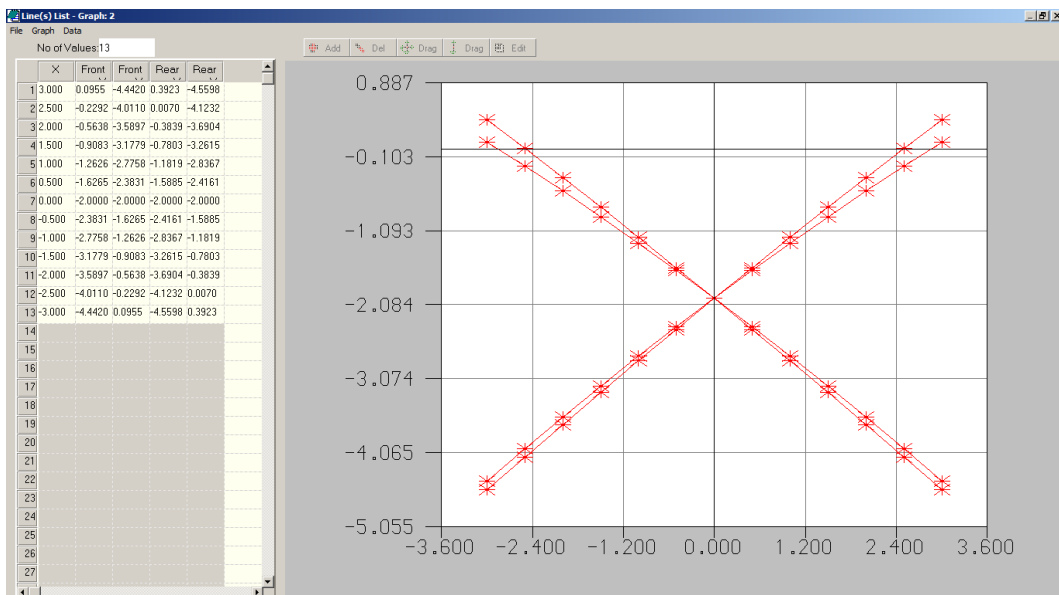 Line(s) List - Graph: 2
File Graph Data
No of Values: 13
Add Del Drag Drag Edit
X Front Front Rear Rear
1 3.000 0.0955 -4.4420 0.3923 -4.5598
2 2.500 -0.2292 -4.0110 0.0070 -4.1232
3 2.000 -0.5638 -3.5897 -0.3839 -3.6904
4 1.500 -0.9083 -3.1779 -0.7803 -3.2615
5 1.000 -1.2626 -2.7758 -1.1819 -2.8367
6 0.500 -1.6265 -2.3831 -1.5885 -2.4161
7 0.000 -2.0000 -2.0000 -2.0000 -2.0000
8 -0.500 -2.3831 -1.6265 -2.4161 -1.5885
9 -1.000 -2.7758 -1.2626 -2.8367 -1.1819
10 -1.500 -3.1779 -0.9083 -3.2615 -0.7803
11 -2.000 -3.5897 -0.5638 -3.6904 -0.3839
12 -2.500 -4.0110 -0.2292 -4.1232 0.0070
13 -3.000 -4.4420 0.0955 -4.5598 0.3923
14
15
16
17
18
19
20
21
22
23
24
25
26
27
0.887
-0.103
-1.093
-2.084
-3.074
-4.065
-5.055
-3.600 -2.400 -1.200 0.000 1.200 2.400 3.600